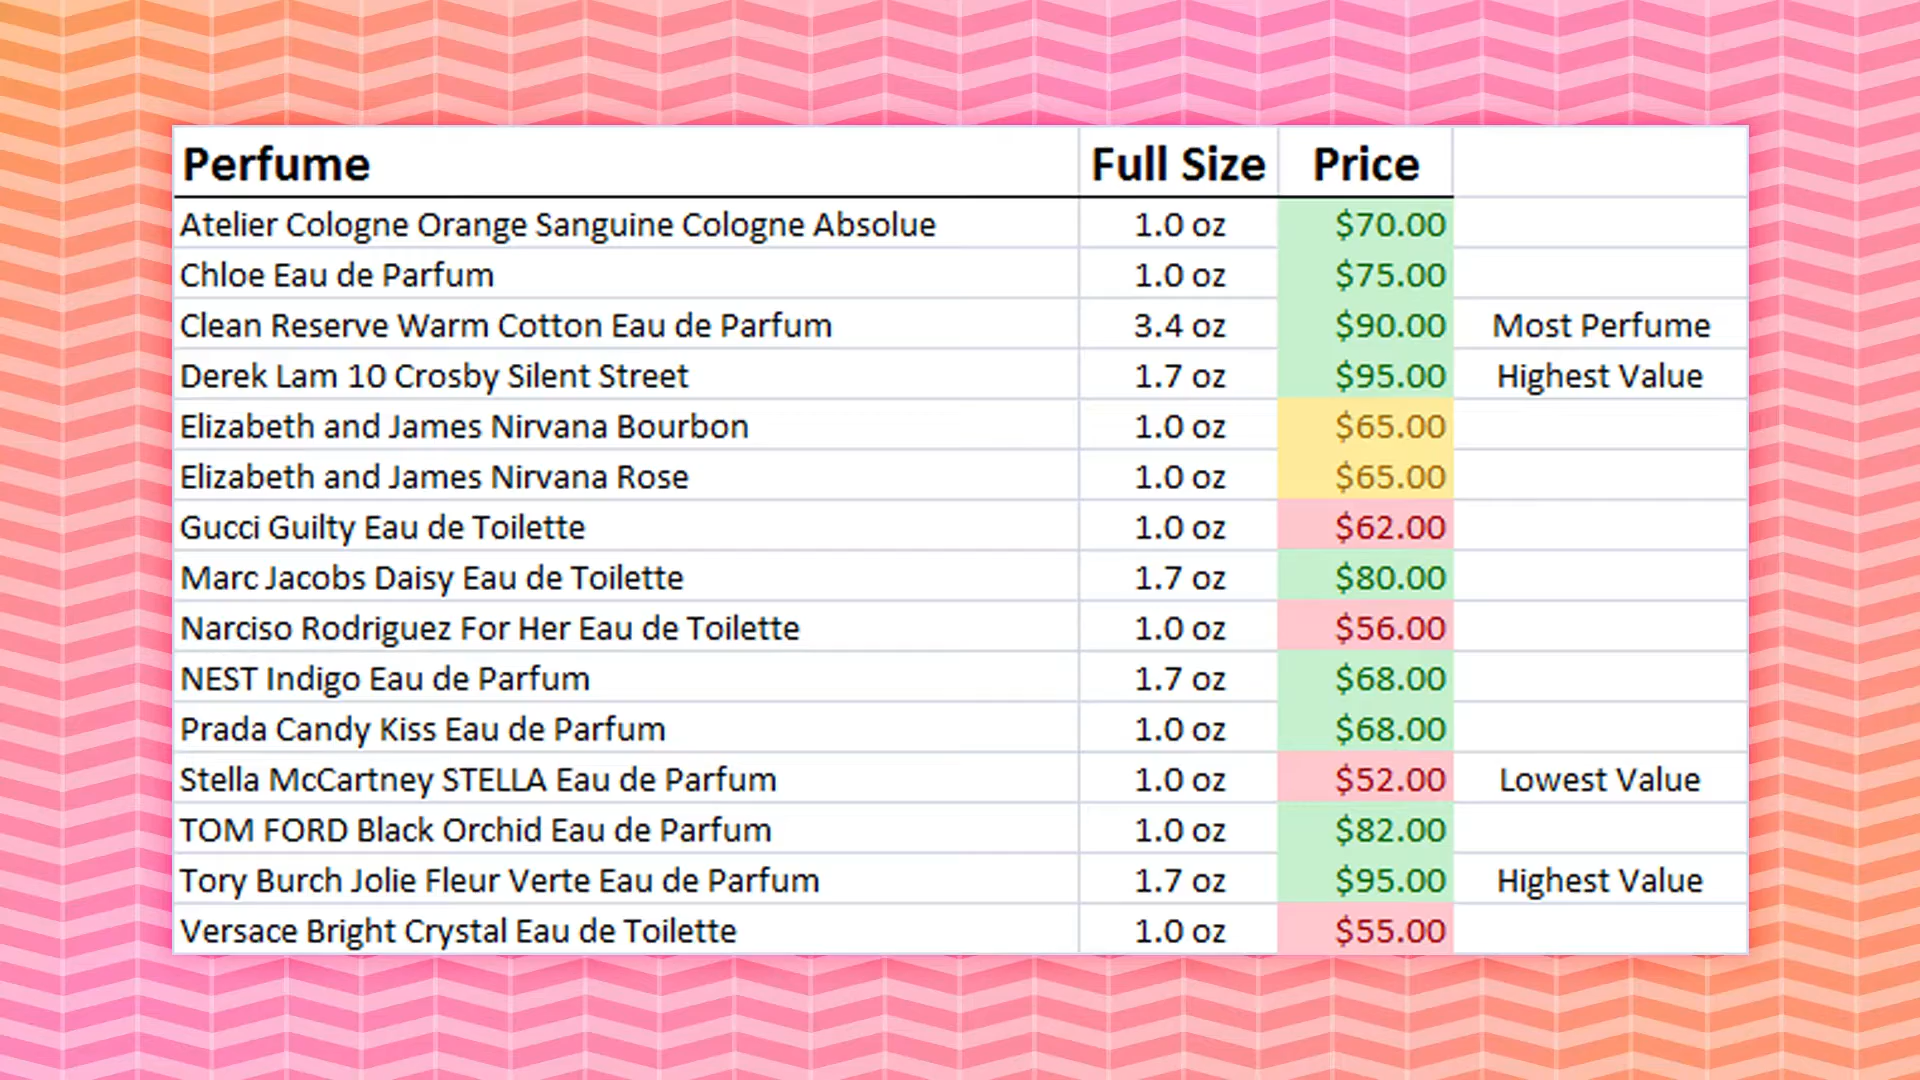 Perfume Full Size Price
Atelier Cologne Orange Sanguine Cologne Absolue 1.0 oz $70.00
Chloe Eau de Parfum 1.0 oz $75.00
Clean Reserve Warm Cotton Eau de Parfum 3.4 oz $90.00 Most Perfume
Derek Lam 10 Crosby Silent Street 1.7 oz $95.00 Highest Value
Elizabeth and James Nirvana Bourbon 1.0 oz $65.00
Elizabeth and James Nirvana Rose 1.0 oz $65.00
Gucci Guilty Eau de Toilette 1.0 oz $62.00
Marc Jacobs Daisy Eau de Toilette 1.7 oz $80.00
Narciso Rodriguez For Her Eau de Toilette 1.0 oz $56.00
NEST Indigo Eau de Parfum 1.7 oz $68.00
Prada Candy Kiss Eau de Parfum 1.0 oz $68.00
Stella McCartney STELLA Eau de Parfum 1.0 oz $52.00 Lowest Value
TOM FORD Black Orchid Eau de Parfum 1.0 oz $82.00
Tory Burch Jolie Fleur Verte Eau de Parfum 1.7 oz $95.00 Highest Value
Versace Bright Crystal Eau de Toilette 1.0 oz $55.00